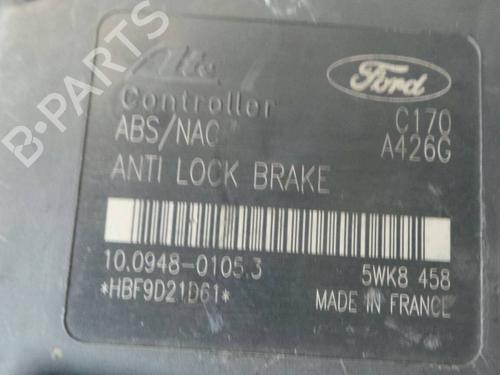 Ate
Ford
Controller
C170
ABS/NAC
A426G
ANTI LOCK BRAKE
10.0948-0105.3
5WK8 458
*HBF9D21D61*
MADE IN FRANCE